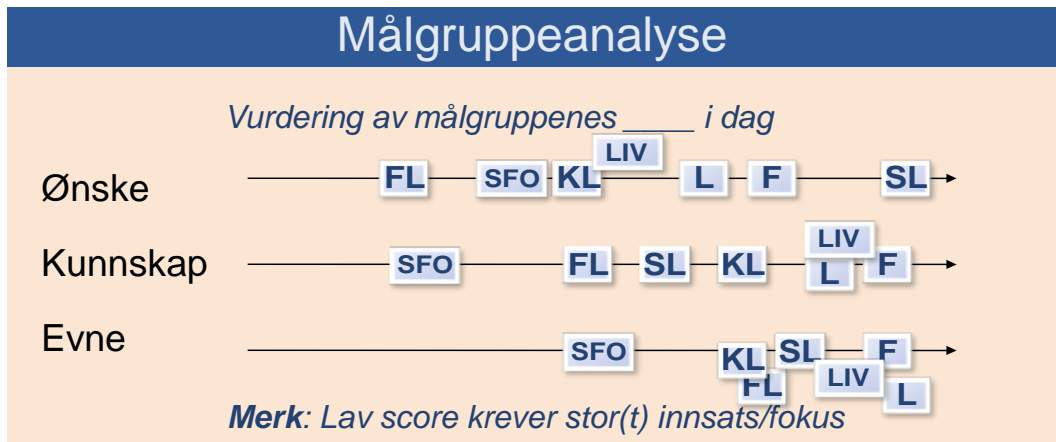 Målgruppeanalyse
Vurdering av målgruppenes ____ i dag
Ønske FL SFO KL LIV L F SL
Kunnskap SFO FL SL KL LIV L F
Evne SFO KL FL SL LIV F L
Merk: Lav score krever stor(t) innsats/fokus